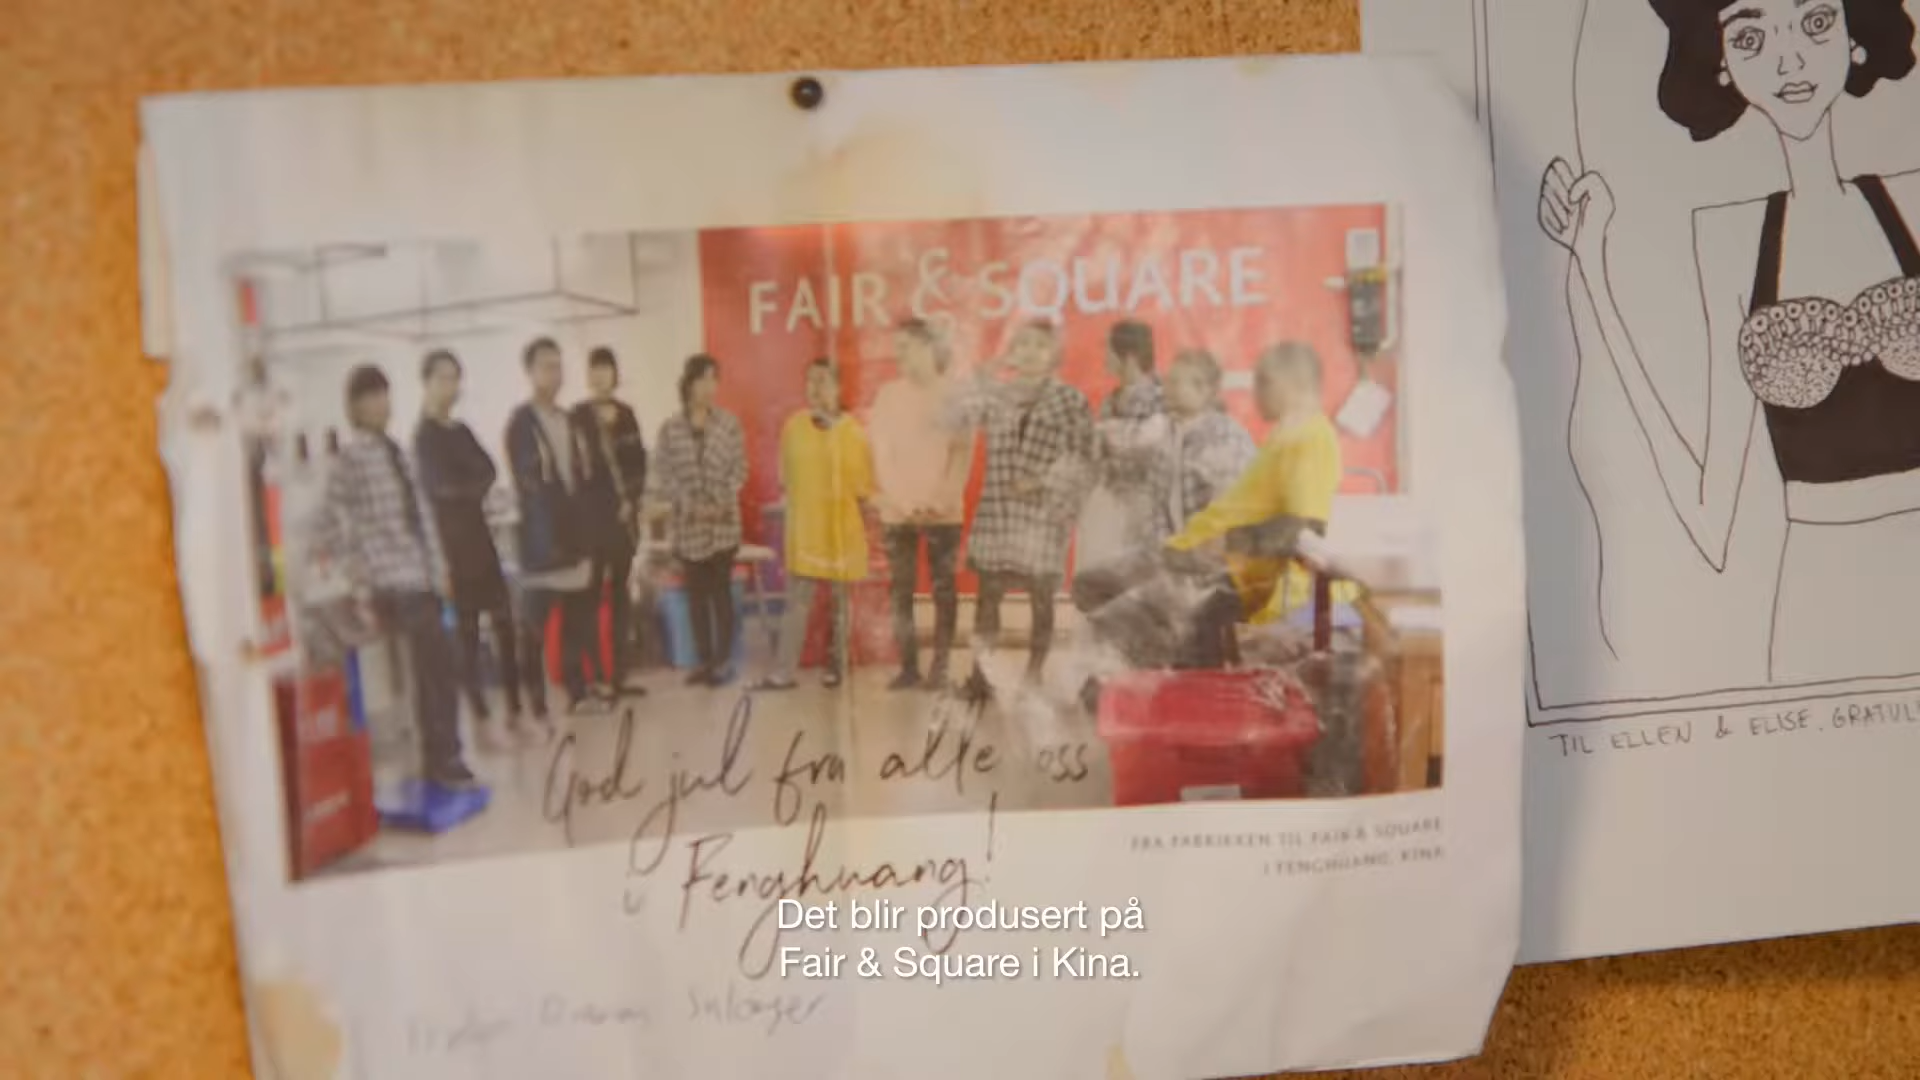 FAIR & SQUARE
God jul fra alle oss
i Fenghuang!
FRA FABRIKKEN TIL FAIR & SQUARE
I FENGHUANG, KINA
TIL ELLEN & ELISE. GRATUL
Det blir produsert på
Fair & Square i Kina.